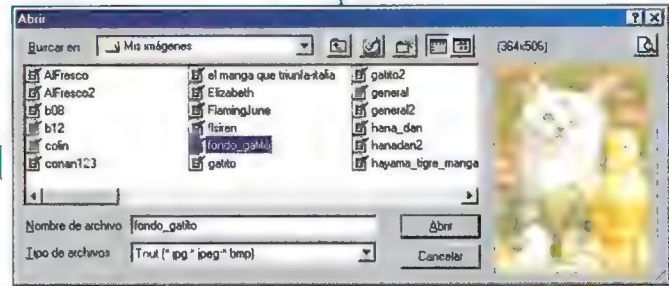 Abrir
Buscar en: Mis imágenes (364x506)
AlFresco
AlFresco2
b08
b12
colin
conan123
el manga que triunfa-italia
Elizabeth
FlamingJune
flsiren
fondo_gatito
gatito
gatito2
general
general2
hana_dan
hanadan2
hayama_tigre_manga
Nombre de archivo fondo_gatito Abrir
Tipo de archivos Tout (*.jpg;*.jpeg;*.bmp) Cancelar